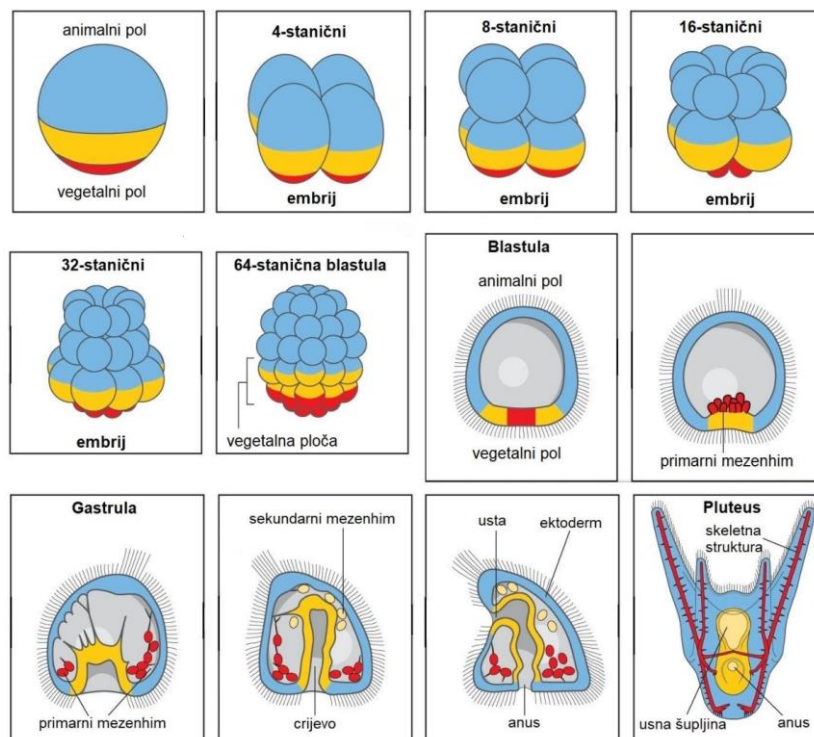 animalni pol
vegetalni pol
4-stanični
embrij
8-stanični
embrij
16-stanični
embrij
32-stanični
embrij
64-stanična blastula
vegetalna ploča
Blastula
animalni pol
vegetalni pol
primarni mezenhim
Gastrula
primarni mezenhim
sekundarni mezenhim
crijevo
usta
ektoderm
anus
Pluteus
skeletna
struktura
usna šupljina
anus